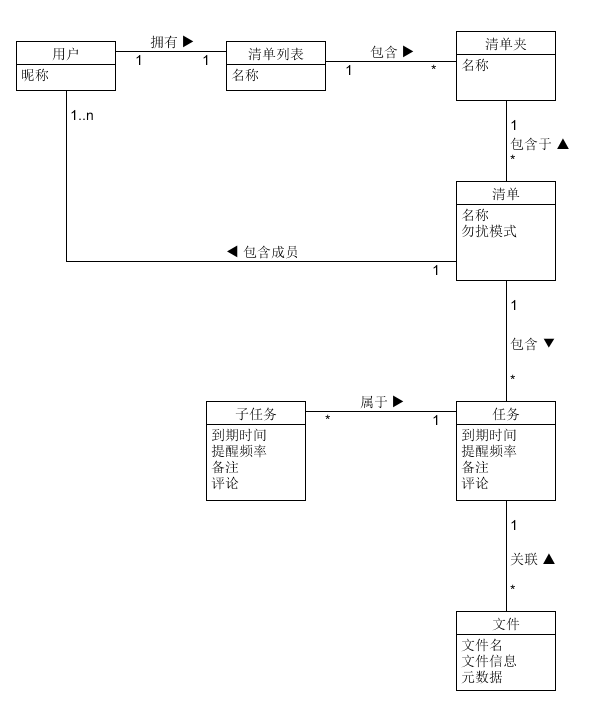 用户
昵称
拥有 ▶
1
1
清单列表
名称
包含 ▶
1
*
清单夹
名称
1
包含于 ▲
*
1..n
清单
名称
勿扰模式
◀ 包含成员
1
1
包含 ▼
*
子任务
到期时间
提醒频率
备注
评论
属于 ▶
*
1
任务
到期时间
提醒频率
备注
评论
1
关联 ▲
*
文件
文件名
文件信息
元数据